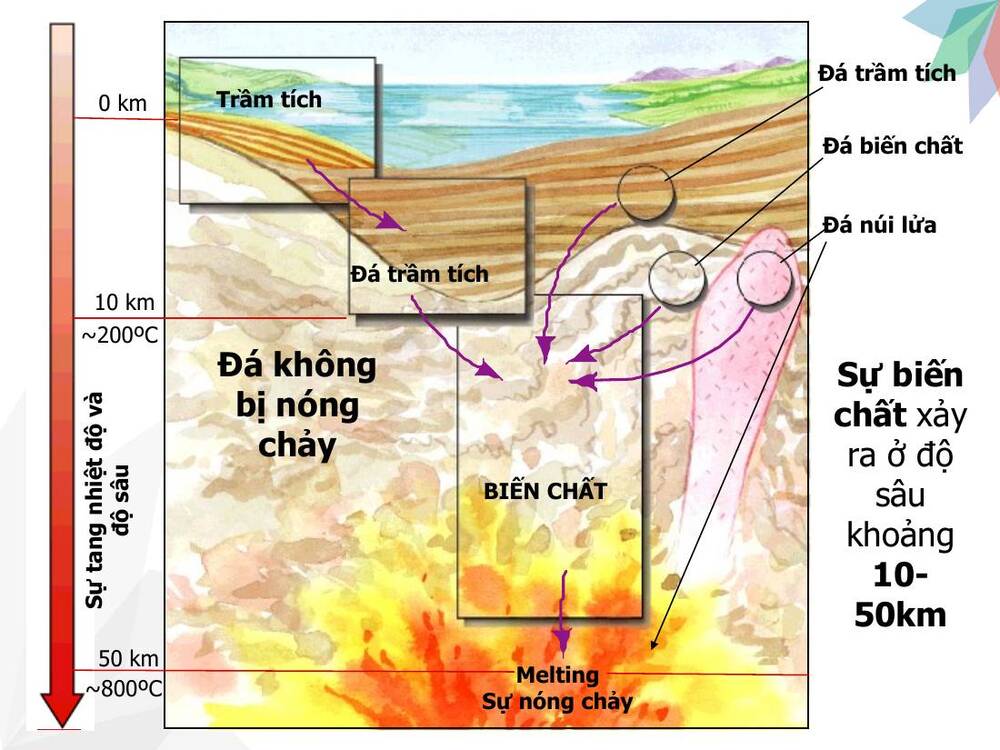 0 km
10 km
~200ºC
Sự tang nhiệt độ và
độ sâu
50 km
~800ºC
Trầm tích
Đá trầm tích
Đá không
bị nóng
chảy
BIẾN CHẤT
Melting
Sự nóng chảy
Đá trầm tích
Đá biến chất
Đá núi lửa
Sự biến
chất xảy
ra ở độ
sâu
khoảng
10-
50km